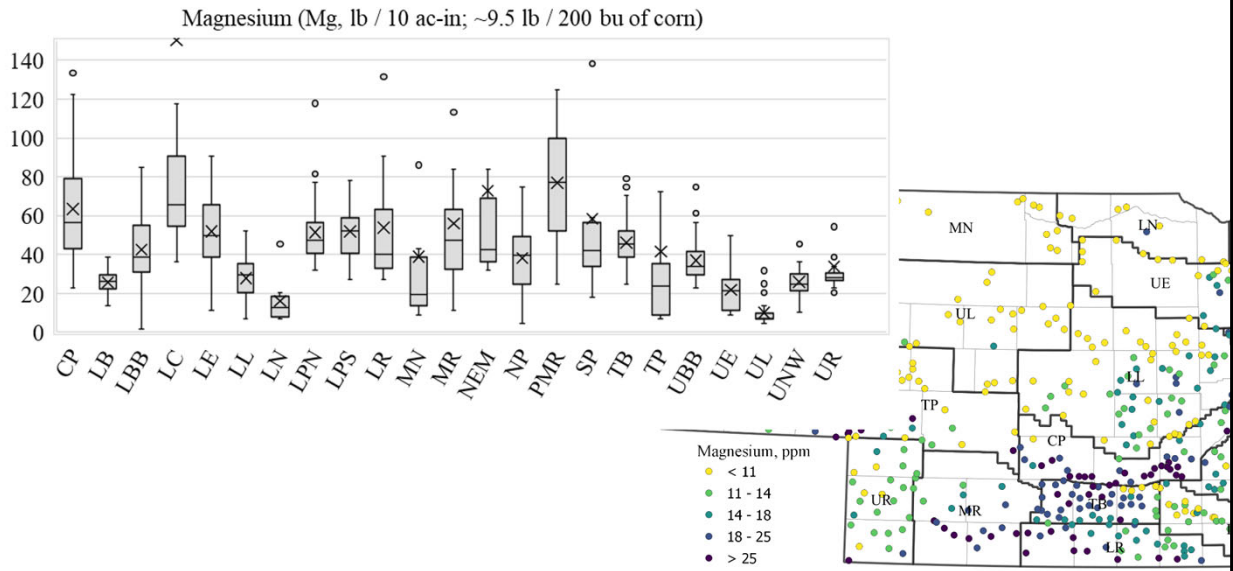 Magnesium (Mg, lb / 10 ac-in; ~9.5 lb / 200 bu of corn)
140
120
100
80
60
40
20
0
CP LB LBB LC LE LL LN LPN LPS LR MN MR NEM NP PMR SP TB TP UBB UE UL UNW UR
MN
LN
UE
UL
LL
TP
CP
Magnesium, ppm
< 11
11 - 14
14 - 18
18 - 25
> 25
UR
MR
TB
LR